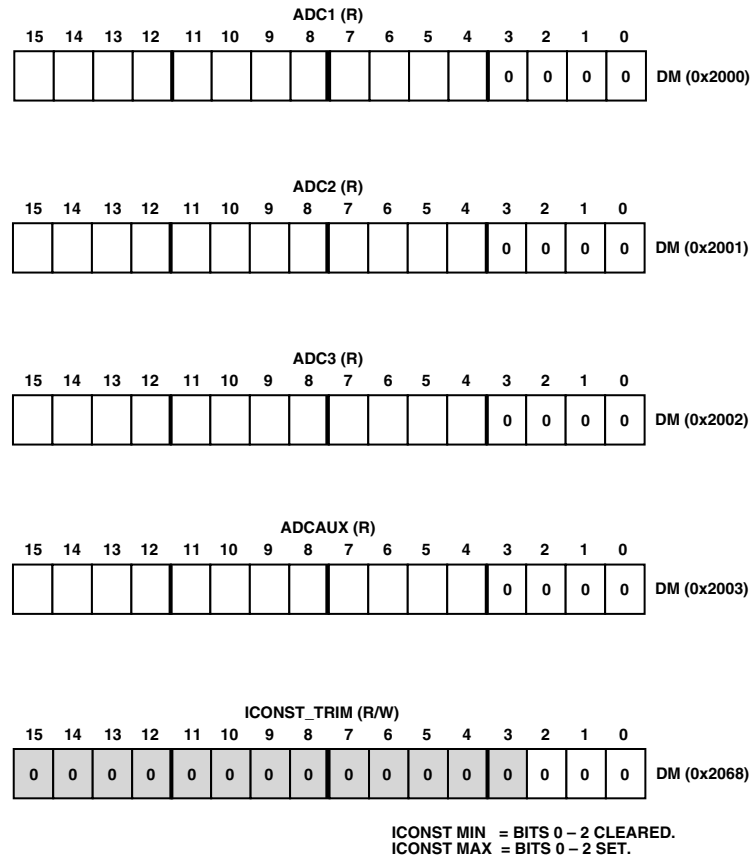 ADC1 (R)
15 14 13 12 11 10 9 8 7 6 5 4 3 2 1 0
0 0 0 0 DM (0x2000)
ADC2 (R)
15 14 13 12 11 10 9 8 7 6 5 4 3 2 1 0
0 0 0 0 DM (0x2001)
ADC3 (R)
15 14 13 12 11 10 9 8 7 6 5 4 3 2 1 0
0 0 0 0 DM (0x2002)
ADCAUX (R)
15 14 13 12 11 10 9 8 7 6 5 4 3 2 1 0
0 0 0 0 DM (0x2003)
ICONST_TRIM (R/W)
15 14 13 12 11 10 9 8 7 6 5 4 3 2 1 0
0 0 0 0 0 0 0 0 0 0 0 0 0 0 0 0 DM (0x2068)
ICONST MIN = BITS 0 – 2 CLEARED.
ICONST MAX = BITS 0 – 2 SET.